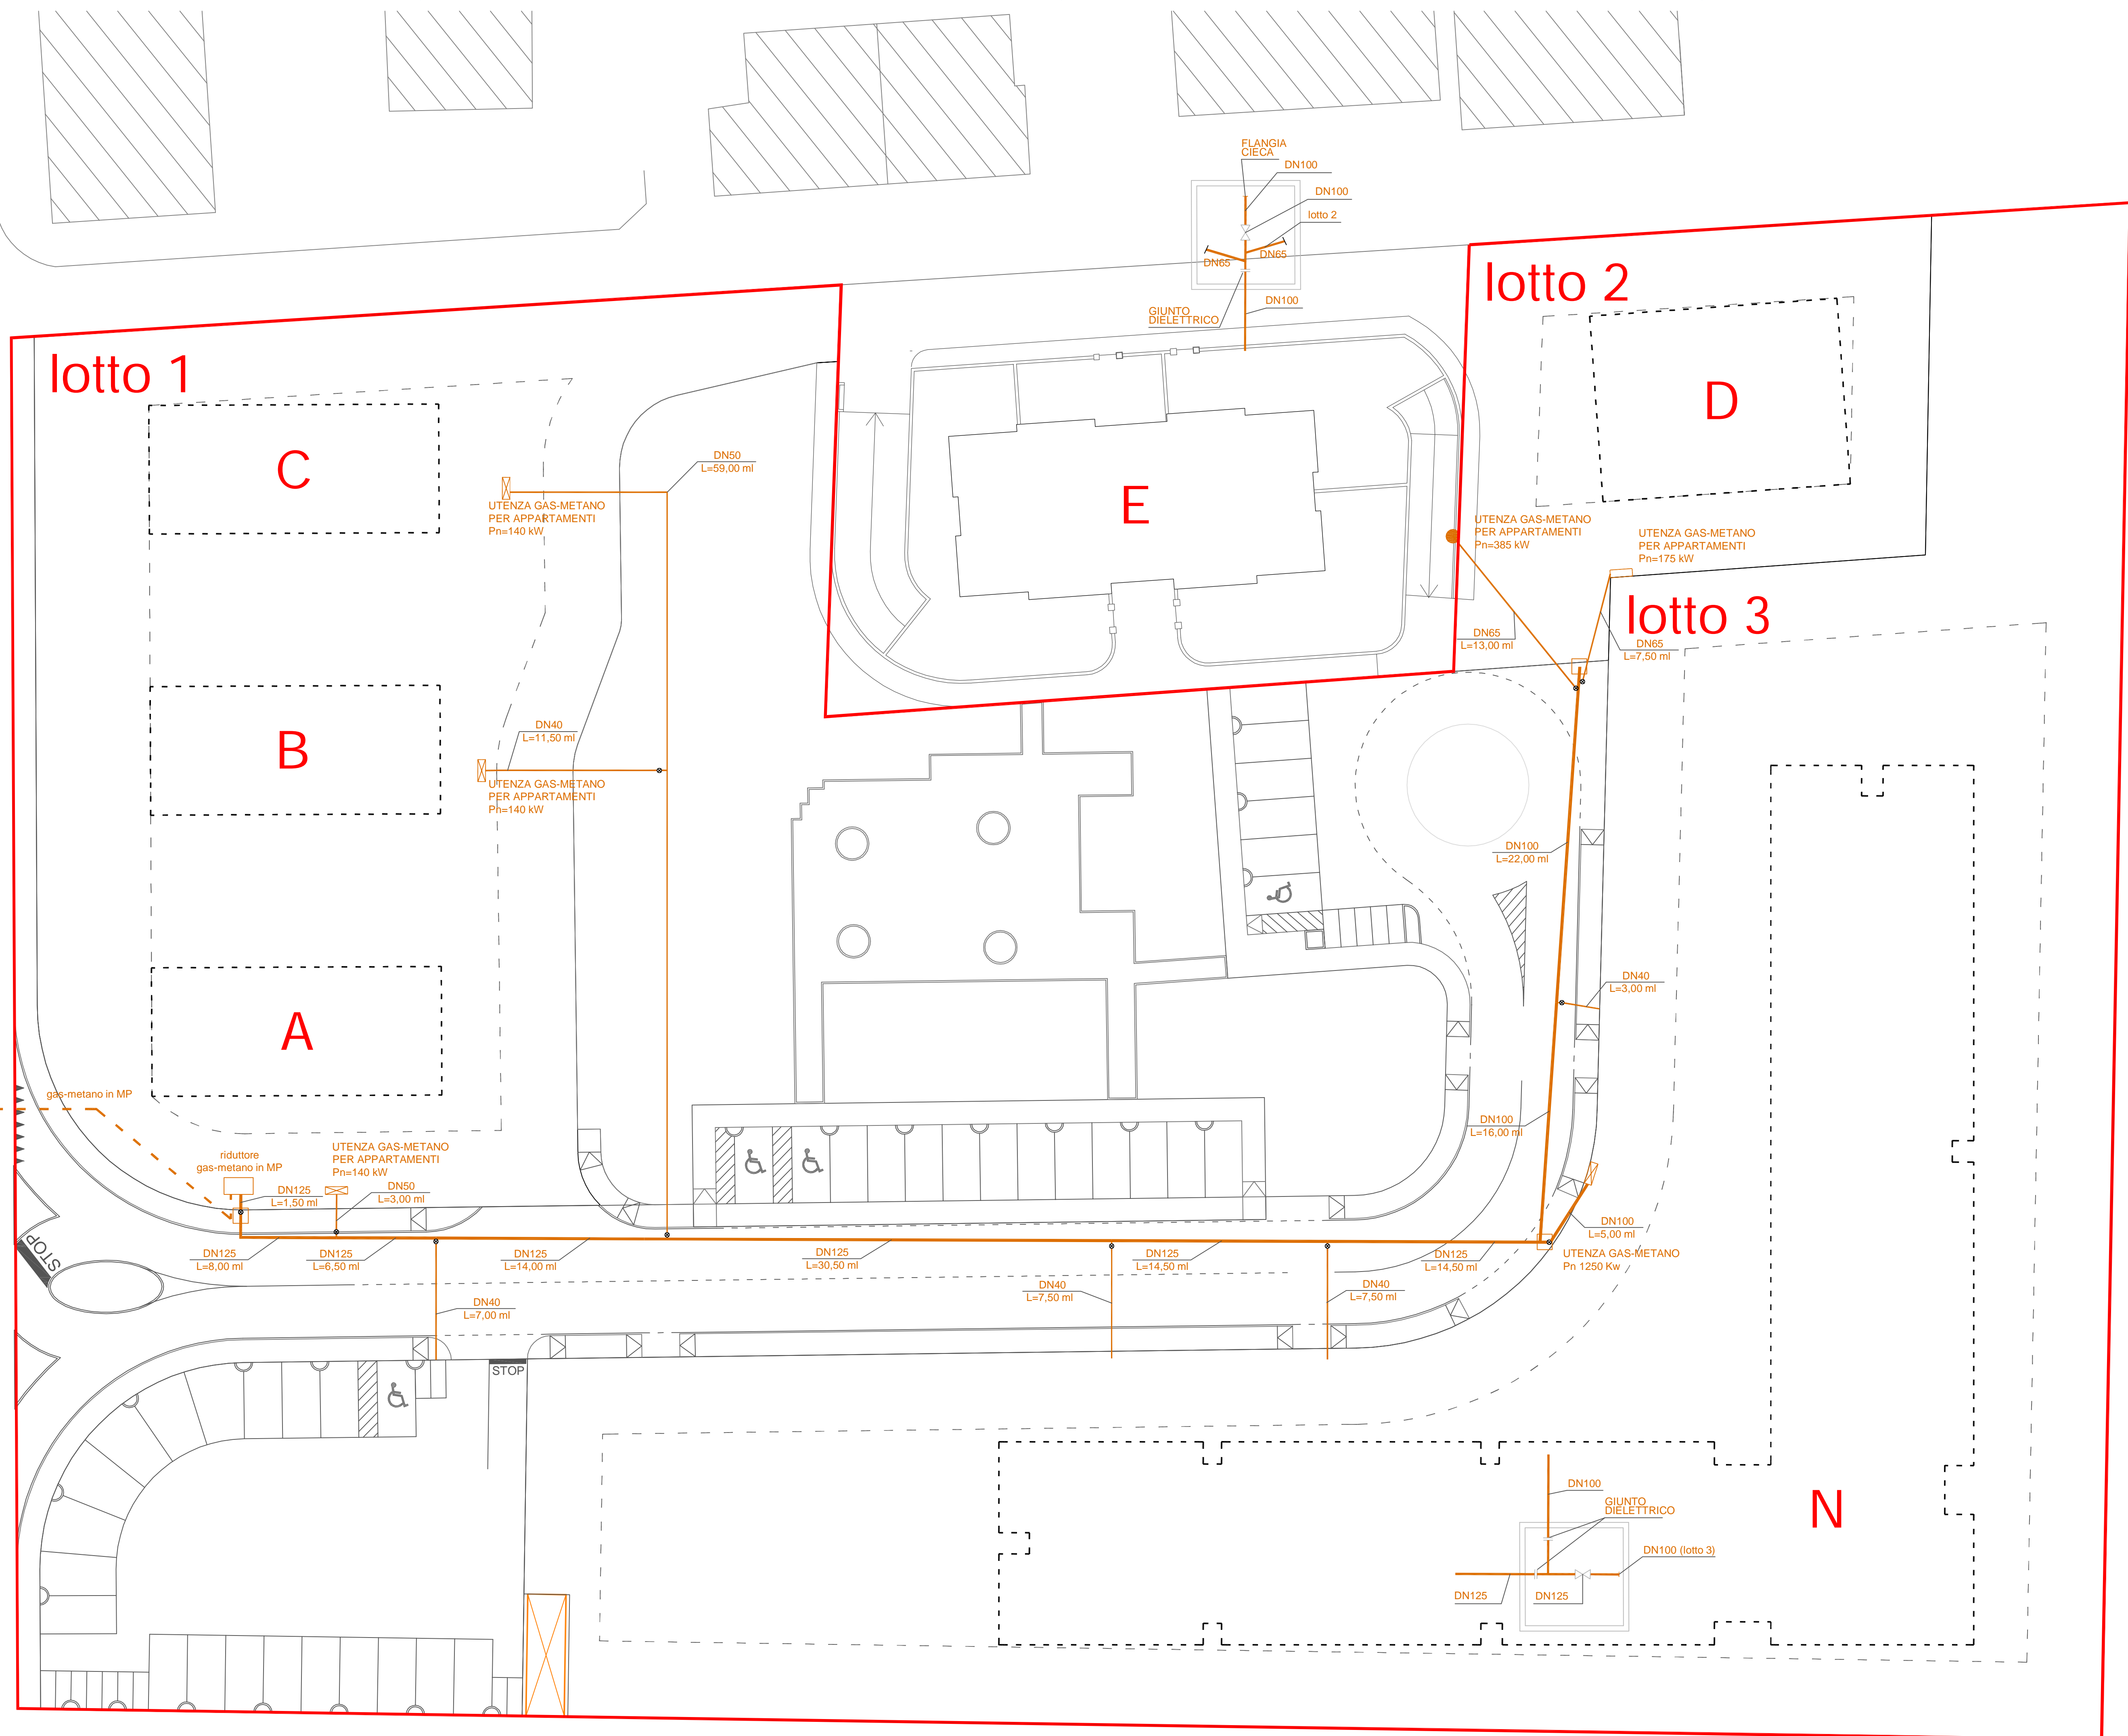 FLANGIA
CIECA
DN100
DN100
lotto 2
DN65
DN65
GIUNTO
DIELETTRICO
DN100
lotto 2
D
lotto 1
C
DN50
L=59,00 ml
UTENZA GAS-METANO
PER APPARTAMENTI
Pn=140 kW
E
UTENZA GAS-METANO
PER APPARTAMENTI
Pn=385 kW
UTENZA GAS-METANO
PER APPARTAMENTI
Pn=175 kW
lotto 3
DN65
L=13,00 ml
DN65
L=7,50 ml
B
DN40
L=11,50 ml
UTENZA GAS-METANO
PER APPARTAMENTI
Pn=140 kW
DN100
L=22,00 ml
DN40
L=3,00 ml
A
gas-metano in MP
DN100
L=16,00 ml
riduttore
gas-metano in MP
UTENZA GAS-METANO
PER APPARTAMENTI
Pn=140 kW
DN125
L=1,50 ml
DN50
L=3,00 ml
DN100
L=5,00 ml
STOP
DN125
L=8,00 ml
DN125
L=6,50 ml
DN125
L=14,00 ml
DN125
L=30,50 ml
DN125
L=14,50 ml
DN125
L=14,50 ml
UTENZA GAS-METANO
Pn 1250 Kw
DN40
L=7,00 ml
DN40
L=7,50 ml
DN40
L=7,50 ml
STOP
DN100
GIUNTO
DIELETTRICO
N
DN100 (lotto 3)
DN125
DN125